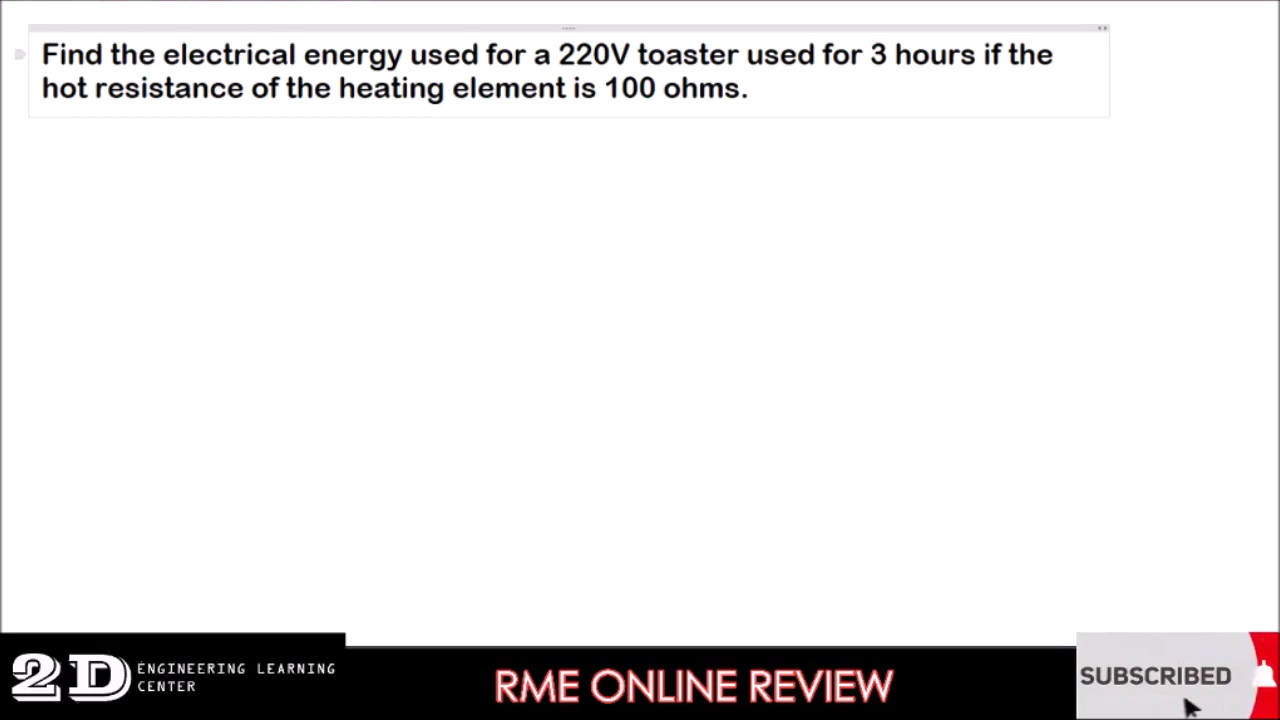 Find the electrical energy used for a 220V toaster used for 3 hours if the
hot resistance of the heating element is 100 ohms.
2D ENGINEERING LEARNING
CENTER
RME ONLINE REVIEW
SUBSCRIBED